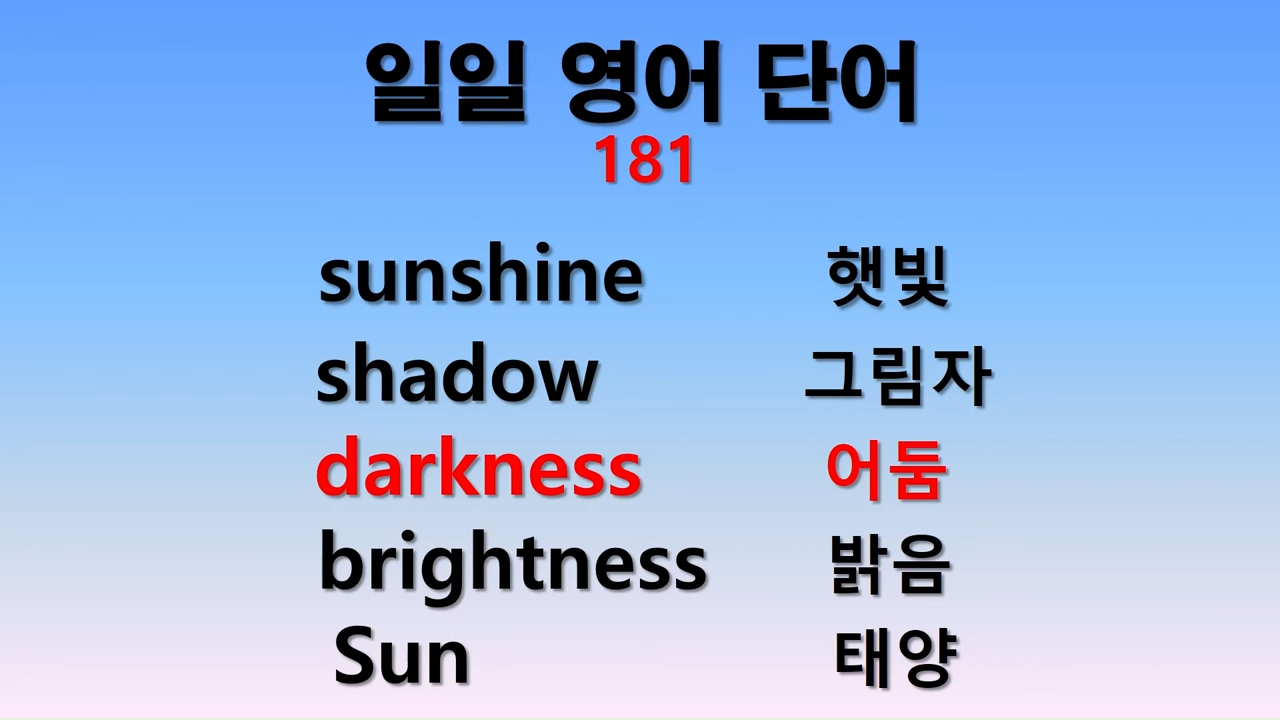 일일 영어 단어
181
sunshine 햇빛
shadow 그림자
darkness 어둠
brightness 밝음
Sun 태양